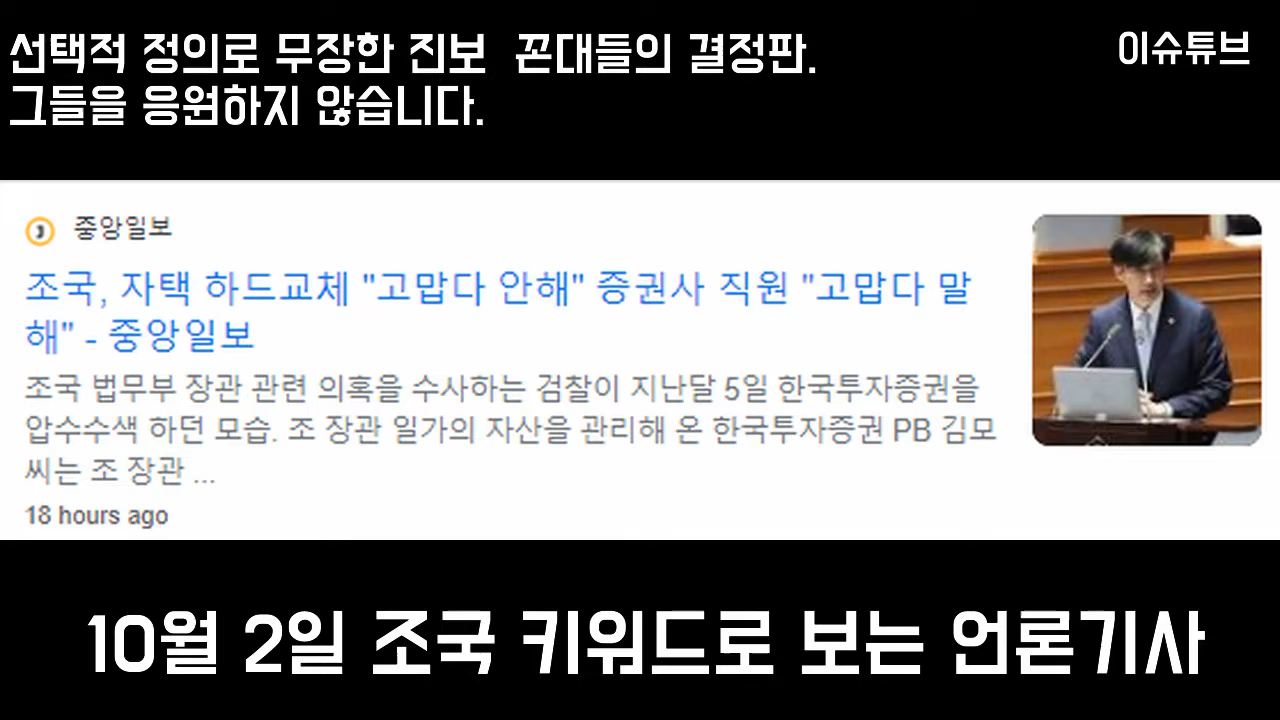 선택적 정의로 무장한 진보 꼰대들의 결정판.
그들을 응원하지 않습니다.
이슈튜브
중앙일보
조국, 자택 하드교체 "고맙다 안해" 증권사 직원 "고맙다 말
해" - 중앙일보
조국 법무부 장관 관련 의혹을 수사하는 검찰이 지난달 5일 한국투자증권을
압수수색 하던 모습. 조 장관 일가의 자산을 관리해 온 한국투자증권 PB 김모
씨는 조 장관 ...
18 hours ago
10월 2일 조국 키워드로 보는 언론기사